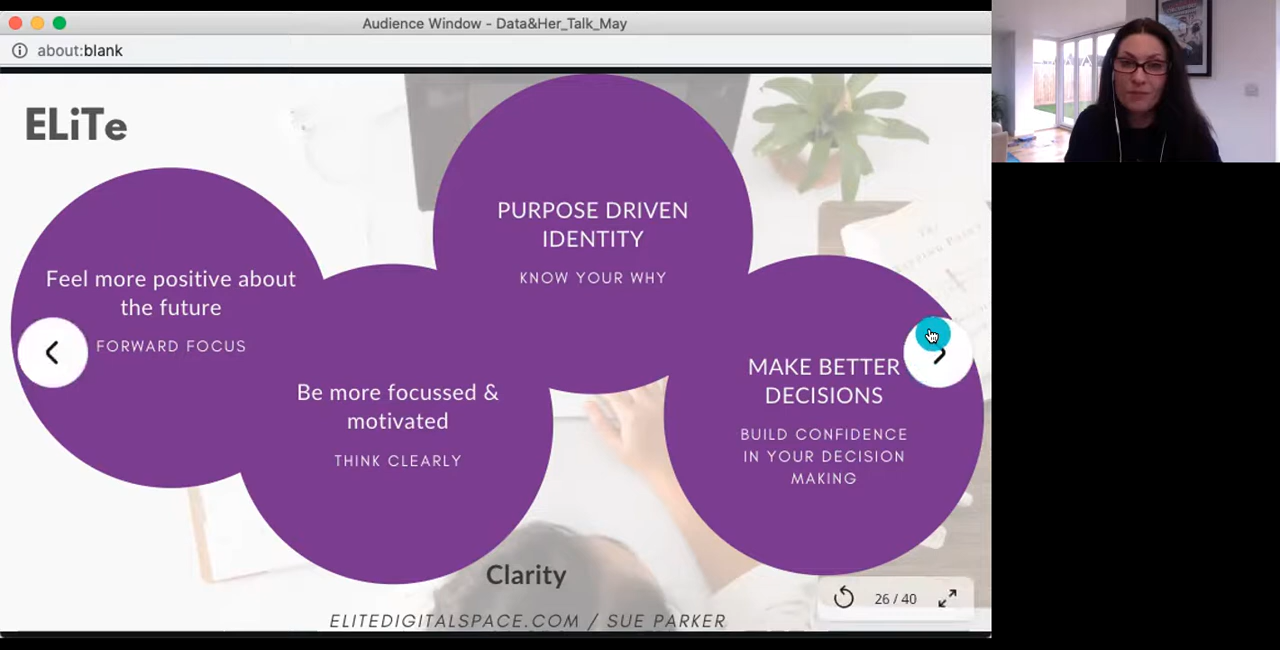 Audience Window - Data&Her_Talk_May
about:blank
ELiTe
PURPOSE DRIVEN
IDENTITY
KNOW YOUR WHY
Feel more positive about
the future
FORWARD FOCUS
Be more focussed &
motivated
THINK CLEARLY
MAKE BETTER
DECISIONS
BUILD CONFIDENCE
IN YOUR DECISION
MAKING
Clarity
26 / 40
ELITEDIGITALSPACE.COM / SUE PARKER